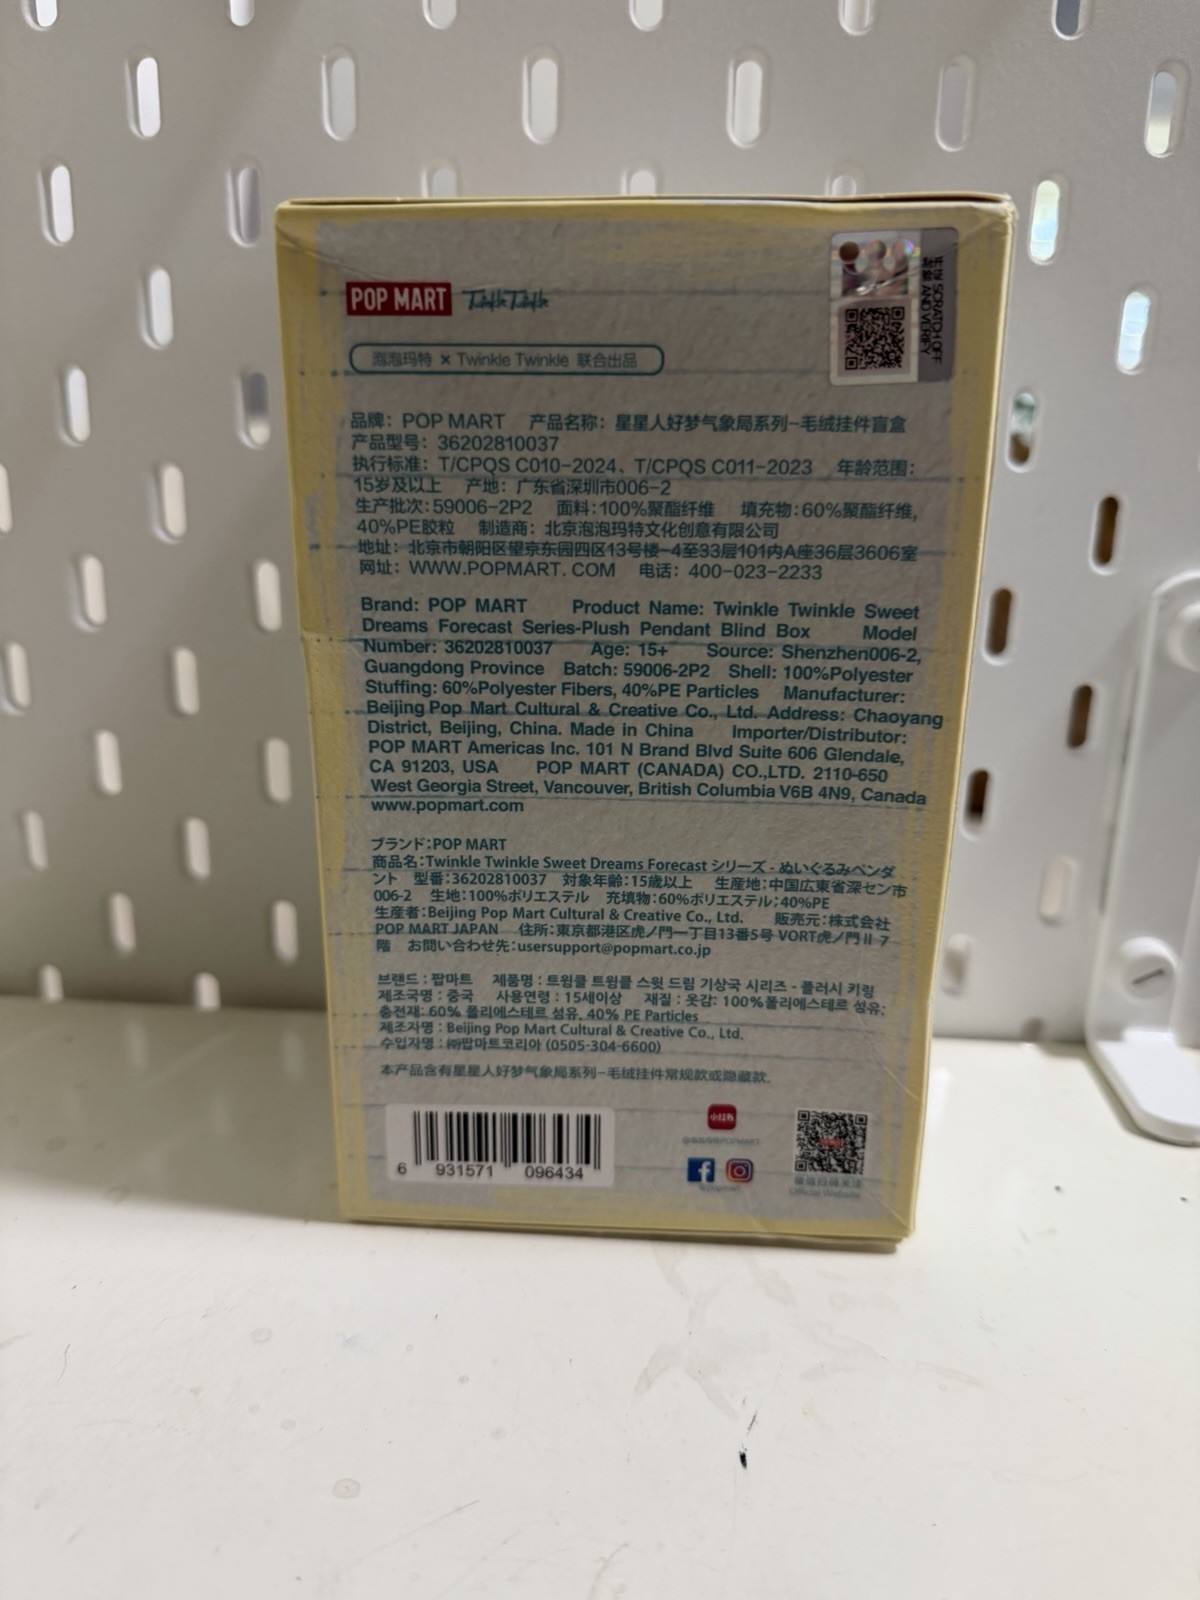 POP MART Twinkle Twinkle
SCRATCH OFF
AND VERIFY
泡泡玛特 × Twinkle Twinkle 联合出品
品牌：POP MART 产品名称：星星人好梦气象局系列-毛绒挂件盲盒
产品型号：36202810037
执行标准：T/CPQS C010-2024、T/CPQS C011-2023 年龄范围：
15岁及以上 产地：广东省深圳市006-2
生产批次：59006-2P2 面料：100%聚酯纤维 填充物：60%聚酯纤维，
40%PE胶粒 制造商：北京泡泡玛特文化创意有限公司
地址：北京市朝阳区望京东园四区13号楼-4至33层101内A座36层3606室
网址：WWW.POPMART.COM 电话：400-023-2233
Brand: POP MART Product Name: Twinkle Twinkle Sweet
Dreams Forecast Series-Plush Pendant Blind Box Model
Number: 36202810037 Age: 15+ Source: Shenzhen006-2,
Guangdong Province Batch: 59006-2P2 Shell: 100%Polyester
Stuffing: 60%Polyester Fibers, 40%PE Particles Manufacturer:
Beijing Pop Mart Cultural & Creative Co., Ltd. Address: Chaoyang
District, Beijing, China. Made in China Importer/Distributor:
POP MART Americas Inc. 101 N Brand Blvd Suite 606 Glendale,
CA 91203, USA POP MART (CANADA) CO.,LTD. 2110-650
West Georgia Street, Vancouver, British Columbia V6B 4N9, Canada
www.popmart.com
ブランド：POP MART
商品名：Twinkle Twinkle Sweet Dreams Forecast シリーズ - ぬいぐるみペンダ
ント 型番：36202810037 対象年齢：15歳以上 生産地：中国広東省深セン市
006-2 生地：100%ポリエステル 充填物：60%ポリエステル；40%PE
生産者：Beijing Pop Mart Cultural & Creative Co., Ltd. 販売元：株式会社
POP MART JAPAN 住所：東京都港区虎ノ門一丁目13番5号 VORT虎ノ門Ⅱ 7
階 お問い合わせ先：usersupport@popmart.co.jp
브랜드 : 팝마트 제품명 : 트윙클 트윙클 스윗 드림 기상국 시리즈 - 플러시 키링
제조국명 : 중국 사용연령 : 15세이상 재질 : 옷감: 100%폴리에스테르 섬유;
충전재: 60% 폴리에스테르 섬유, 40% PE Particles
제조자명 : Beijing Pop Mart Cultural & Creative Co., Ltd.
수입자명 : ㈜팝마트코리아 (0505-304-6600)
本产品含有星星人好梦气象局系列-毛绒挂件常规款或隐藏款。
6 931571 096434
小红书
Official Website